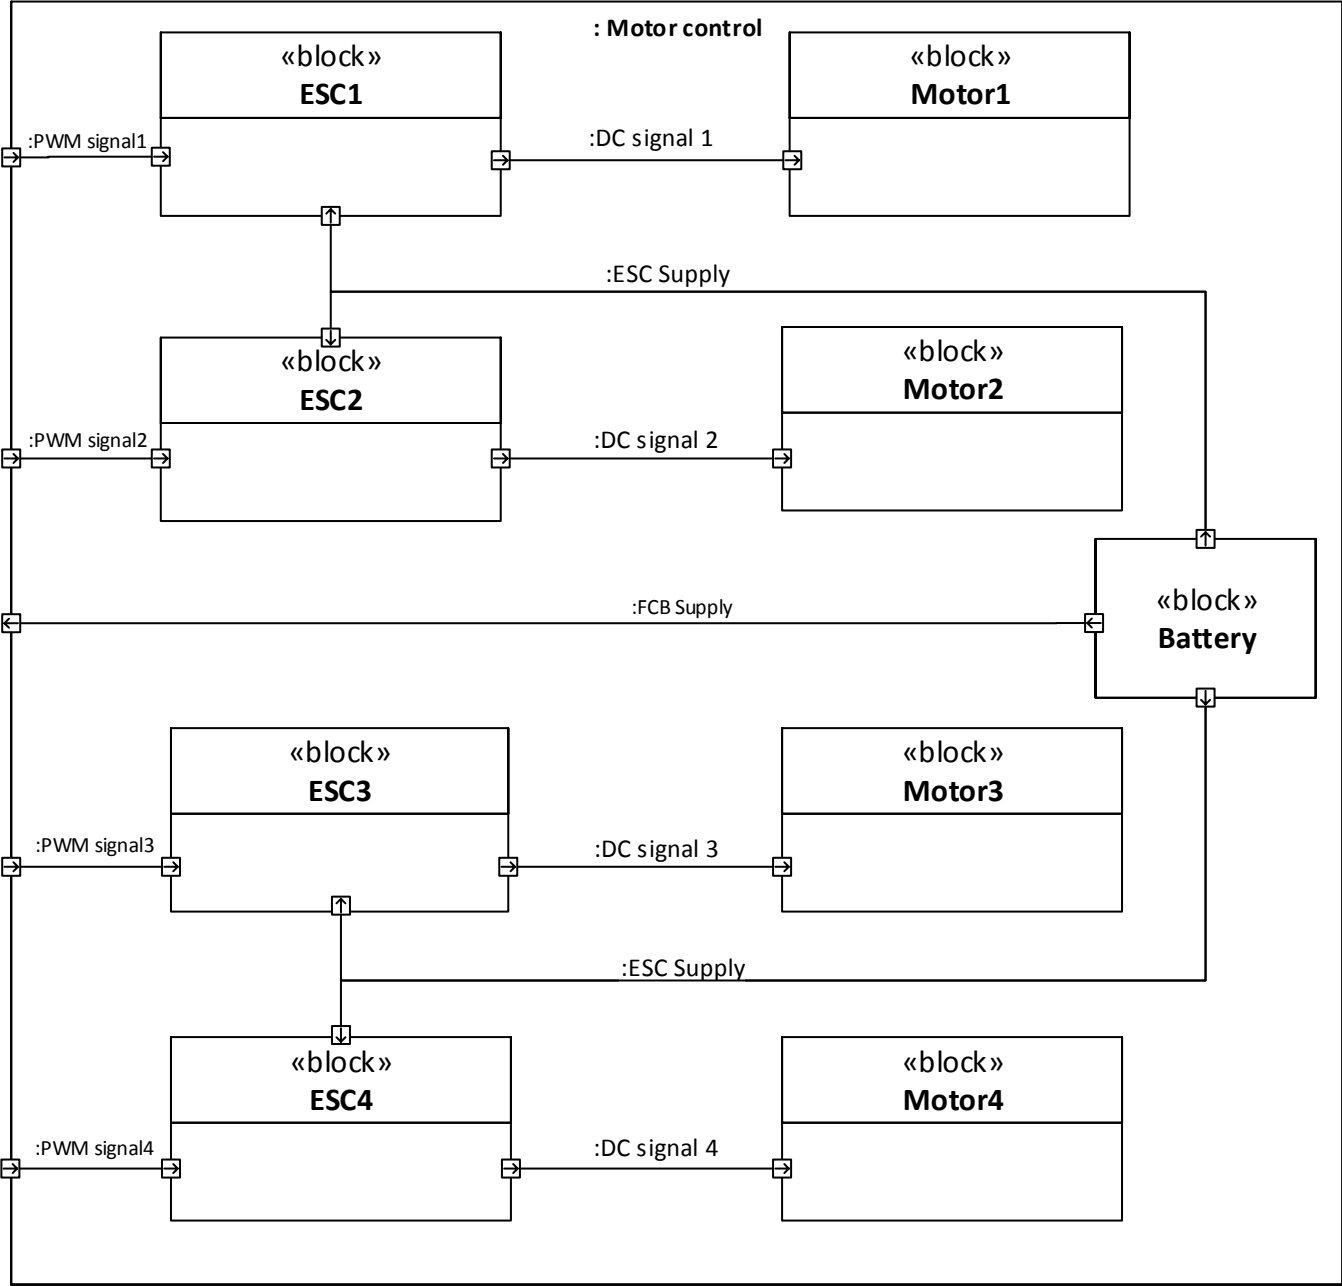 : Motor control
«block»
ESC1
«block»
Motor1
:PWM signal1
:DC signal 1
:ESC Supply
«block»
ESC2
«block»
Motor2
:PWM signal2
:DC signal 2
:FCB Supply
«block»
Battery
«block»
ESC3
«block»
Motor3
:PWM signal3
:DC signal 3
:ESC Supply
«block»
ESC4
«block»
Motor4
:PWM signal4
:DC signal 4